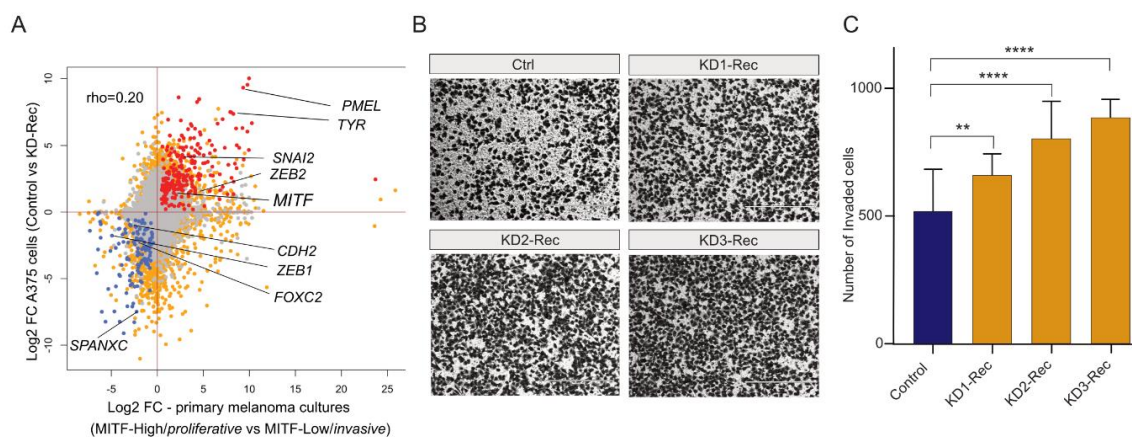 A
Log2 FC A375 cells (Control vs KD-Rec)
10
5
0
-5
-10
rho=0.20
PMEL
TYR
SNAI2
ZEB2
MITF
CDH2
ZEB1
FOXC2
SPANXC
-5 0 5 10 15 20 25
Log2 FC - primary melanoma cultures
(MITF-High/proliferative vs MITF-Low/invasive)
B
Ctrl
KD1-Rec
KD2-Rec
KD3-Rec
C
Number of Invaded cells
1000
500
0
****
****
**
Control
KD1-Rec
KD2-Rec
KD3-Rec